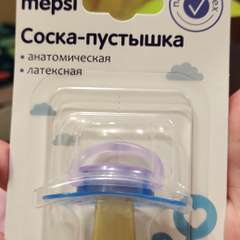 mepsi
Соска-пустышка
• анатомическая
• латексная